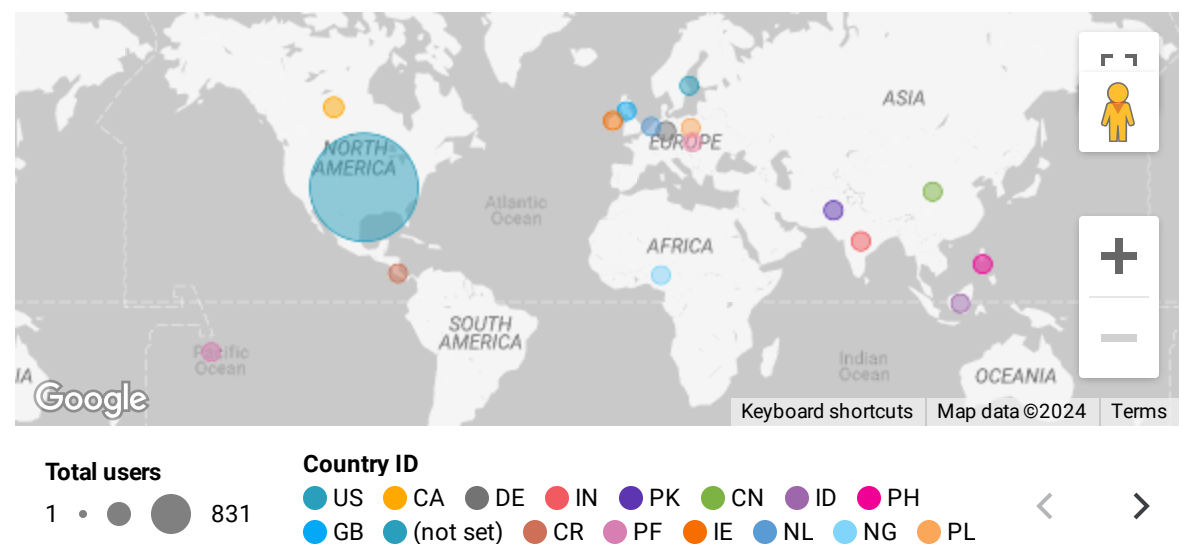 ASIA
NORTH
AMERICA
EUROPE
Atlantic
Ocean
AFRICA
SOUTH
AMERICA
Pacific
Ocean
Indian
Ocean
IA
OCEANIA
Google
Keyboard shortcuts
Map data ©2024
Terms
Total users
1 831
Country ID
US CA DE IN PK CN ID PH
GB (not set) CR PF IE NL NG PL